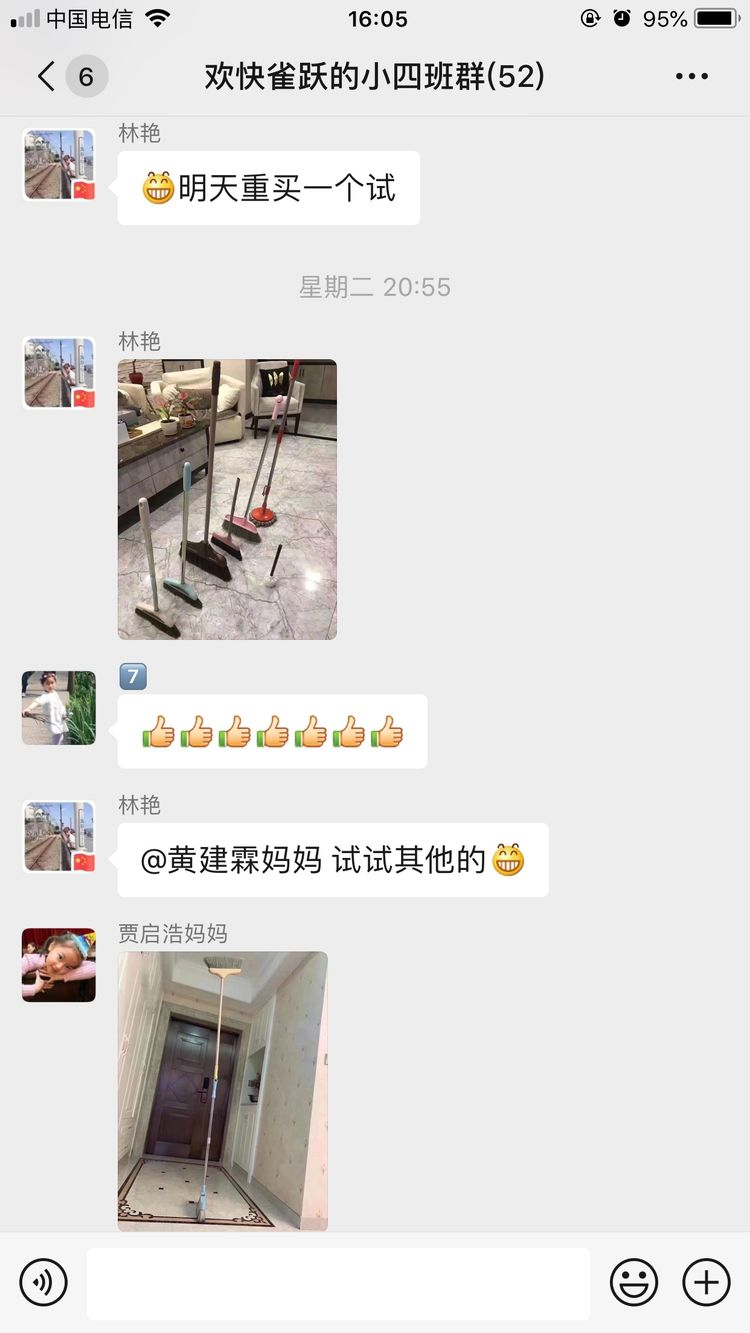 中国电信
16:05
95%
6
欢快雀跃的小四班群(52)
林艳
😁明天重买一个试
星期二 20:55
林艳
7
👍👍👍👍👍👍👍
林艳
@黄建霖妈妈 试试其他的😁
贾启浩妈妈